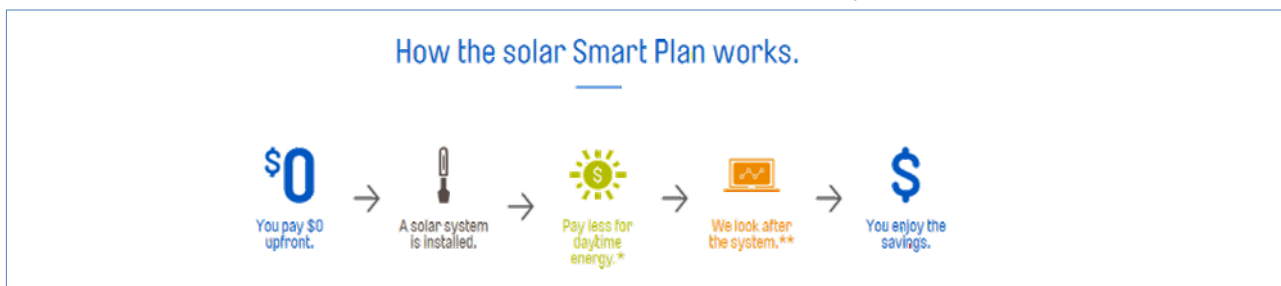 How the solar Smart Plan works.
$0
$
$
You pay $0
upfront.
A solar system
is installed.
Pay less for
daytime
energy.*
We look after
the system.**
You enjoy the
savings.